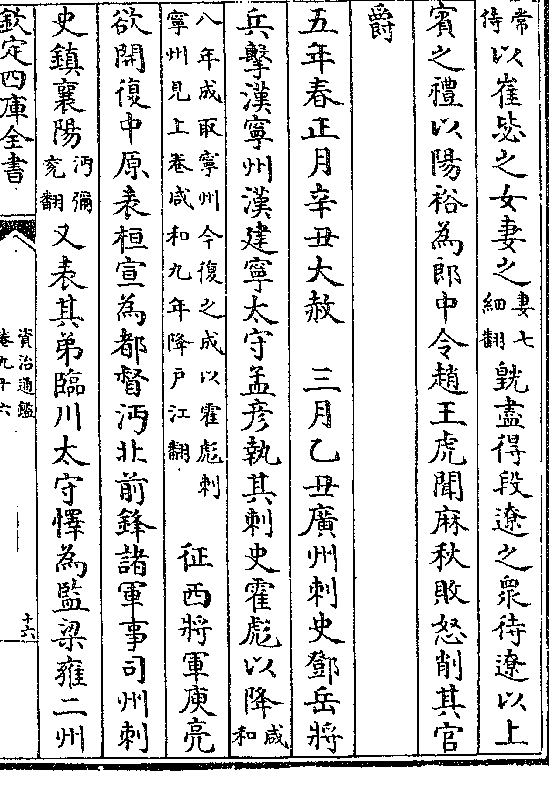 常待以崔毖之女妻之妻七細翻皝盡得段遼之衆待遼以上
賓之禮以陽裕為郎中令趙王虎聞麻秋敗怒削其官
爵
五年春正月辛丑大赦　三月乙丑廣州刺史鄧岳將
兵擊漢寧州漢建寧太守孟彦執其刺史霍彪以降咸和
八年成取寧州今復之成以霍彪刺寧州見上卷咸和九年降户江翻　征西將軍庾亮
欲開復中原表桓宣為都督沔北前鋒諸軍事司州刺
史鎮襄陽沔彌兖翻又表其弟臨川太守懌為監梁雍二州
欽定四庫全書
資治通鑑
卷九十六
十六